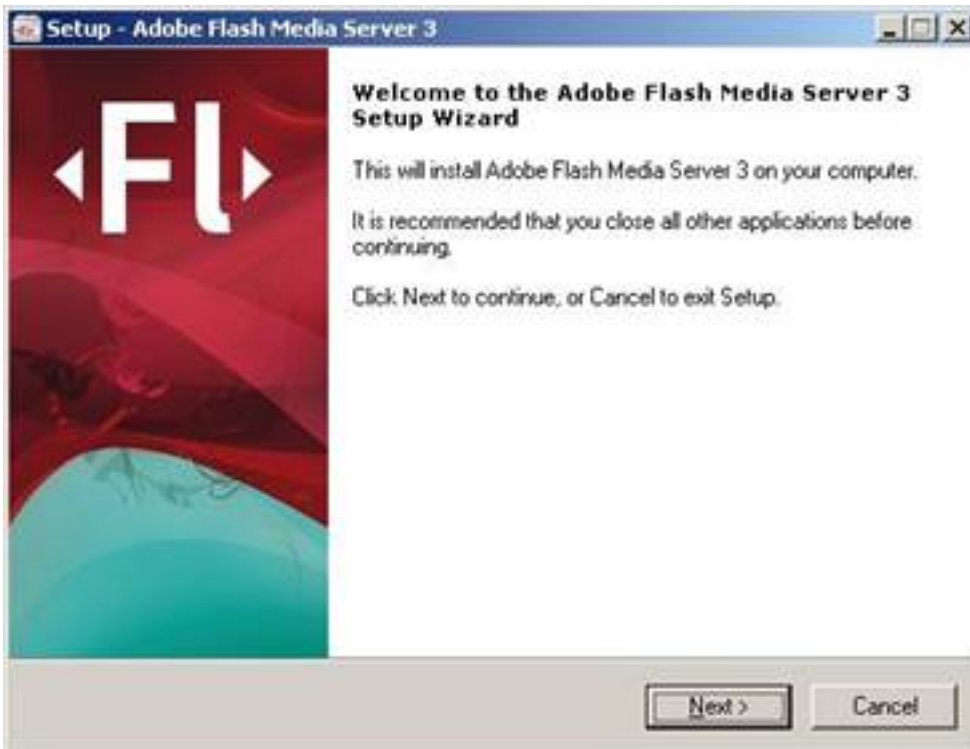 Setup - Adobe Flash Media Server 3
Fl
Welcome to the Adobe Flash Media Server 3
Setup Wizard
This will install Adobe Flash Media Server 3 on your computer.
It is recommended that you close all other applications before
continuing.
Click Next to continue, or Cancel to exit Setup.
Next >
Cancel